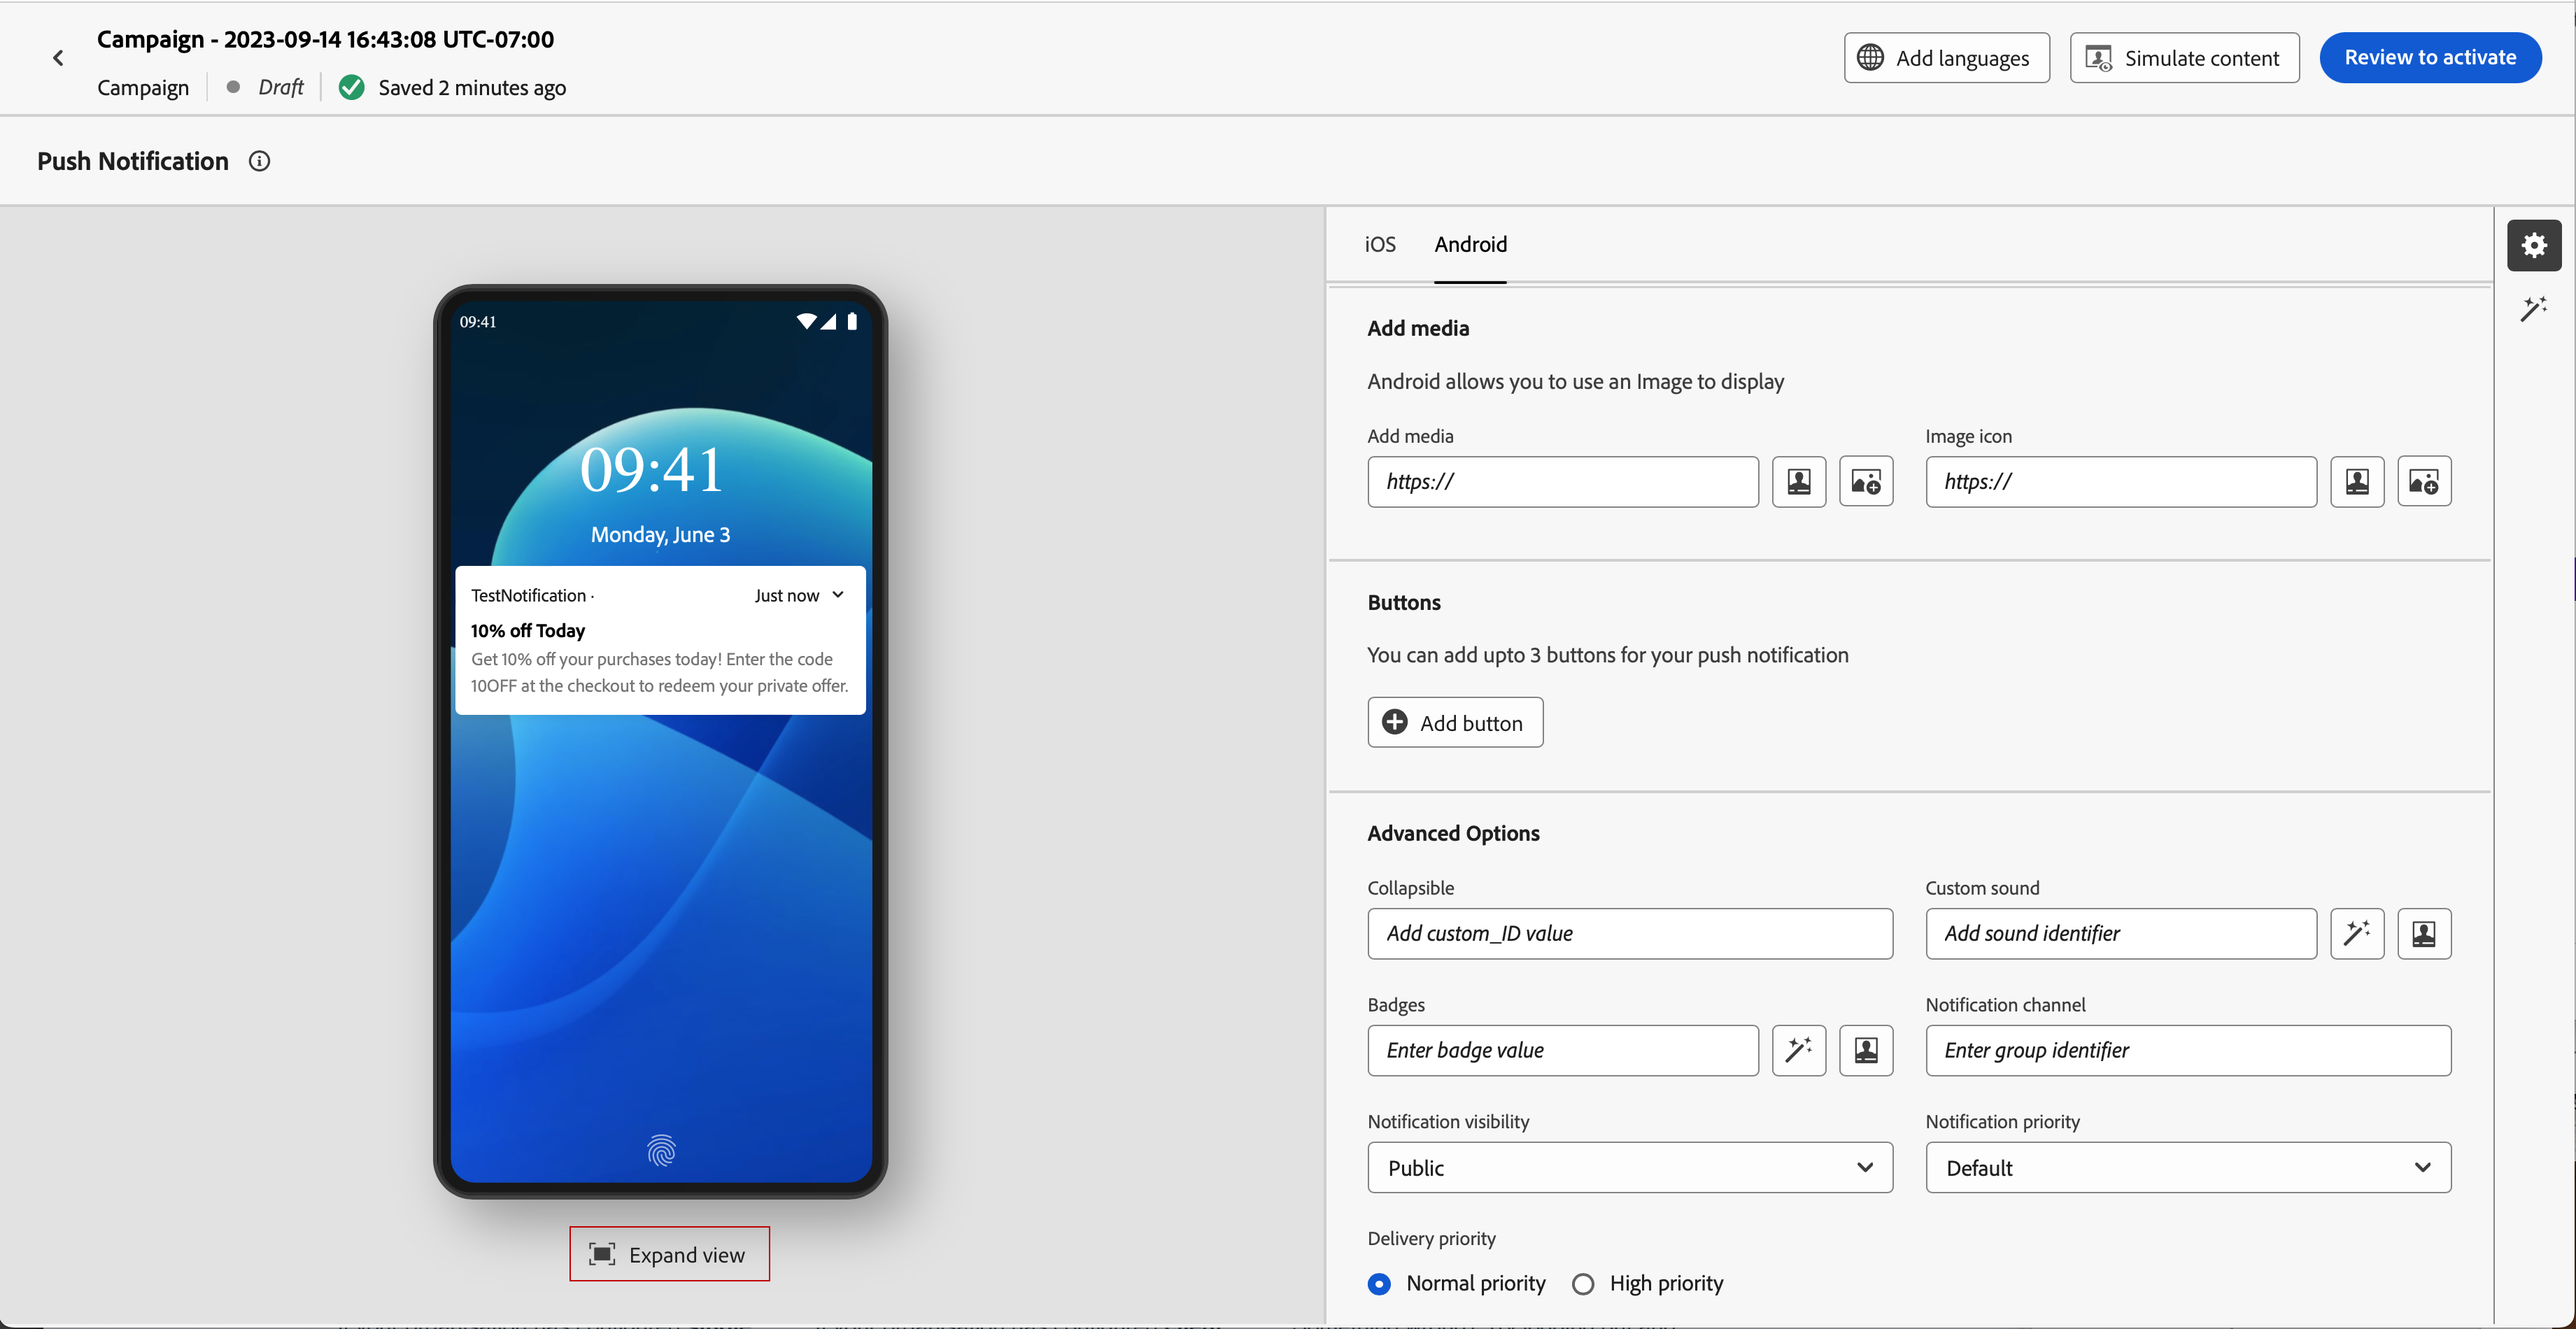 Campaign - 2023-09-14 16:43:08 UTC-07:00
Campaign
Draft
Saved 2 minutes ago
Add languages
Simulate content
Review to activate
Push Notification
09:41
09:41
Monday, June 3
TestNotification ·
Just now
10% off Today
Get 10% off your purchases today! Enter the code
10OFF at the checkout to redeem your private offer.
Expand view
iOS
Android
Add media
Android allows you to use an Image to display
Add media
Image icon
https://
https://
Buttons
You can add upto 3 buttons for your push notification
Add button
Advanced Options
Collapsible
Custom sound
Add custom_ID value
Add sound identifier
Badges
Notification channel
Enter badge value
Enter group identifier
Notification visibility
Notification priority
Public
Default
Delivery priority
Normal priority
High priority